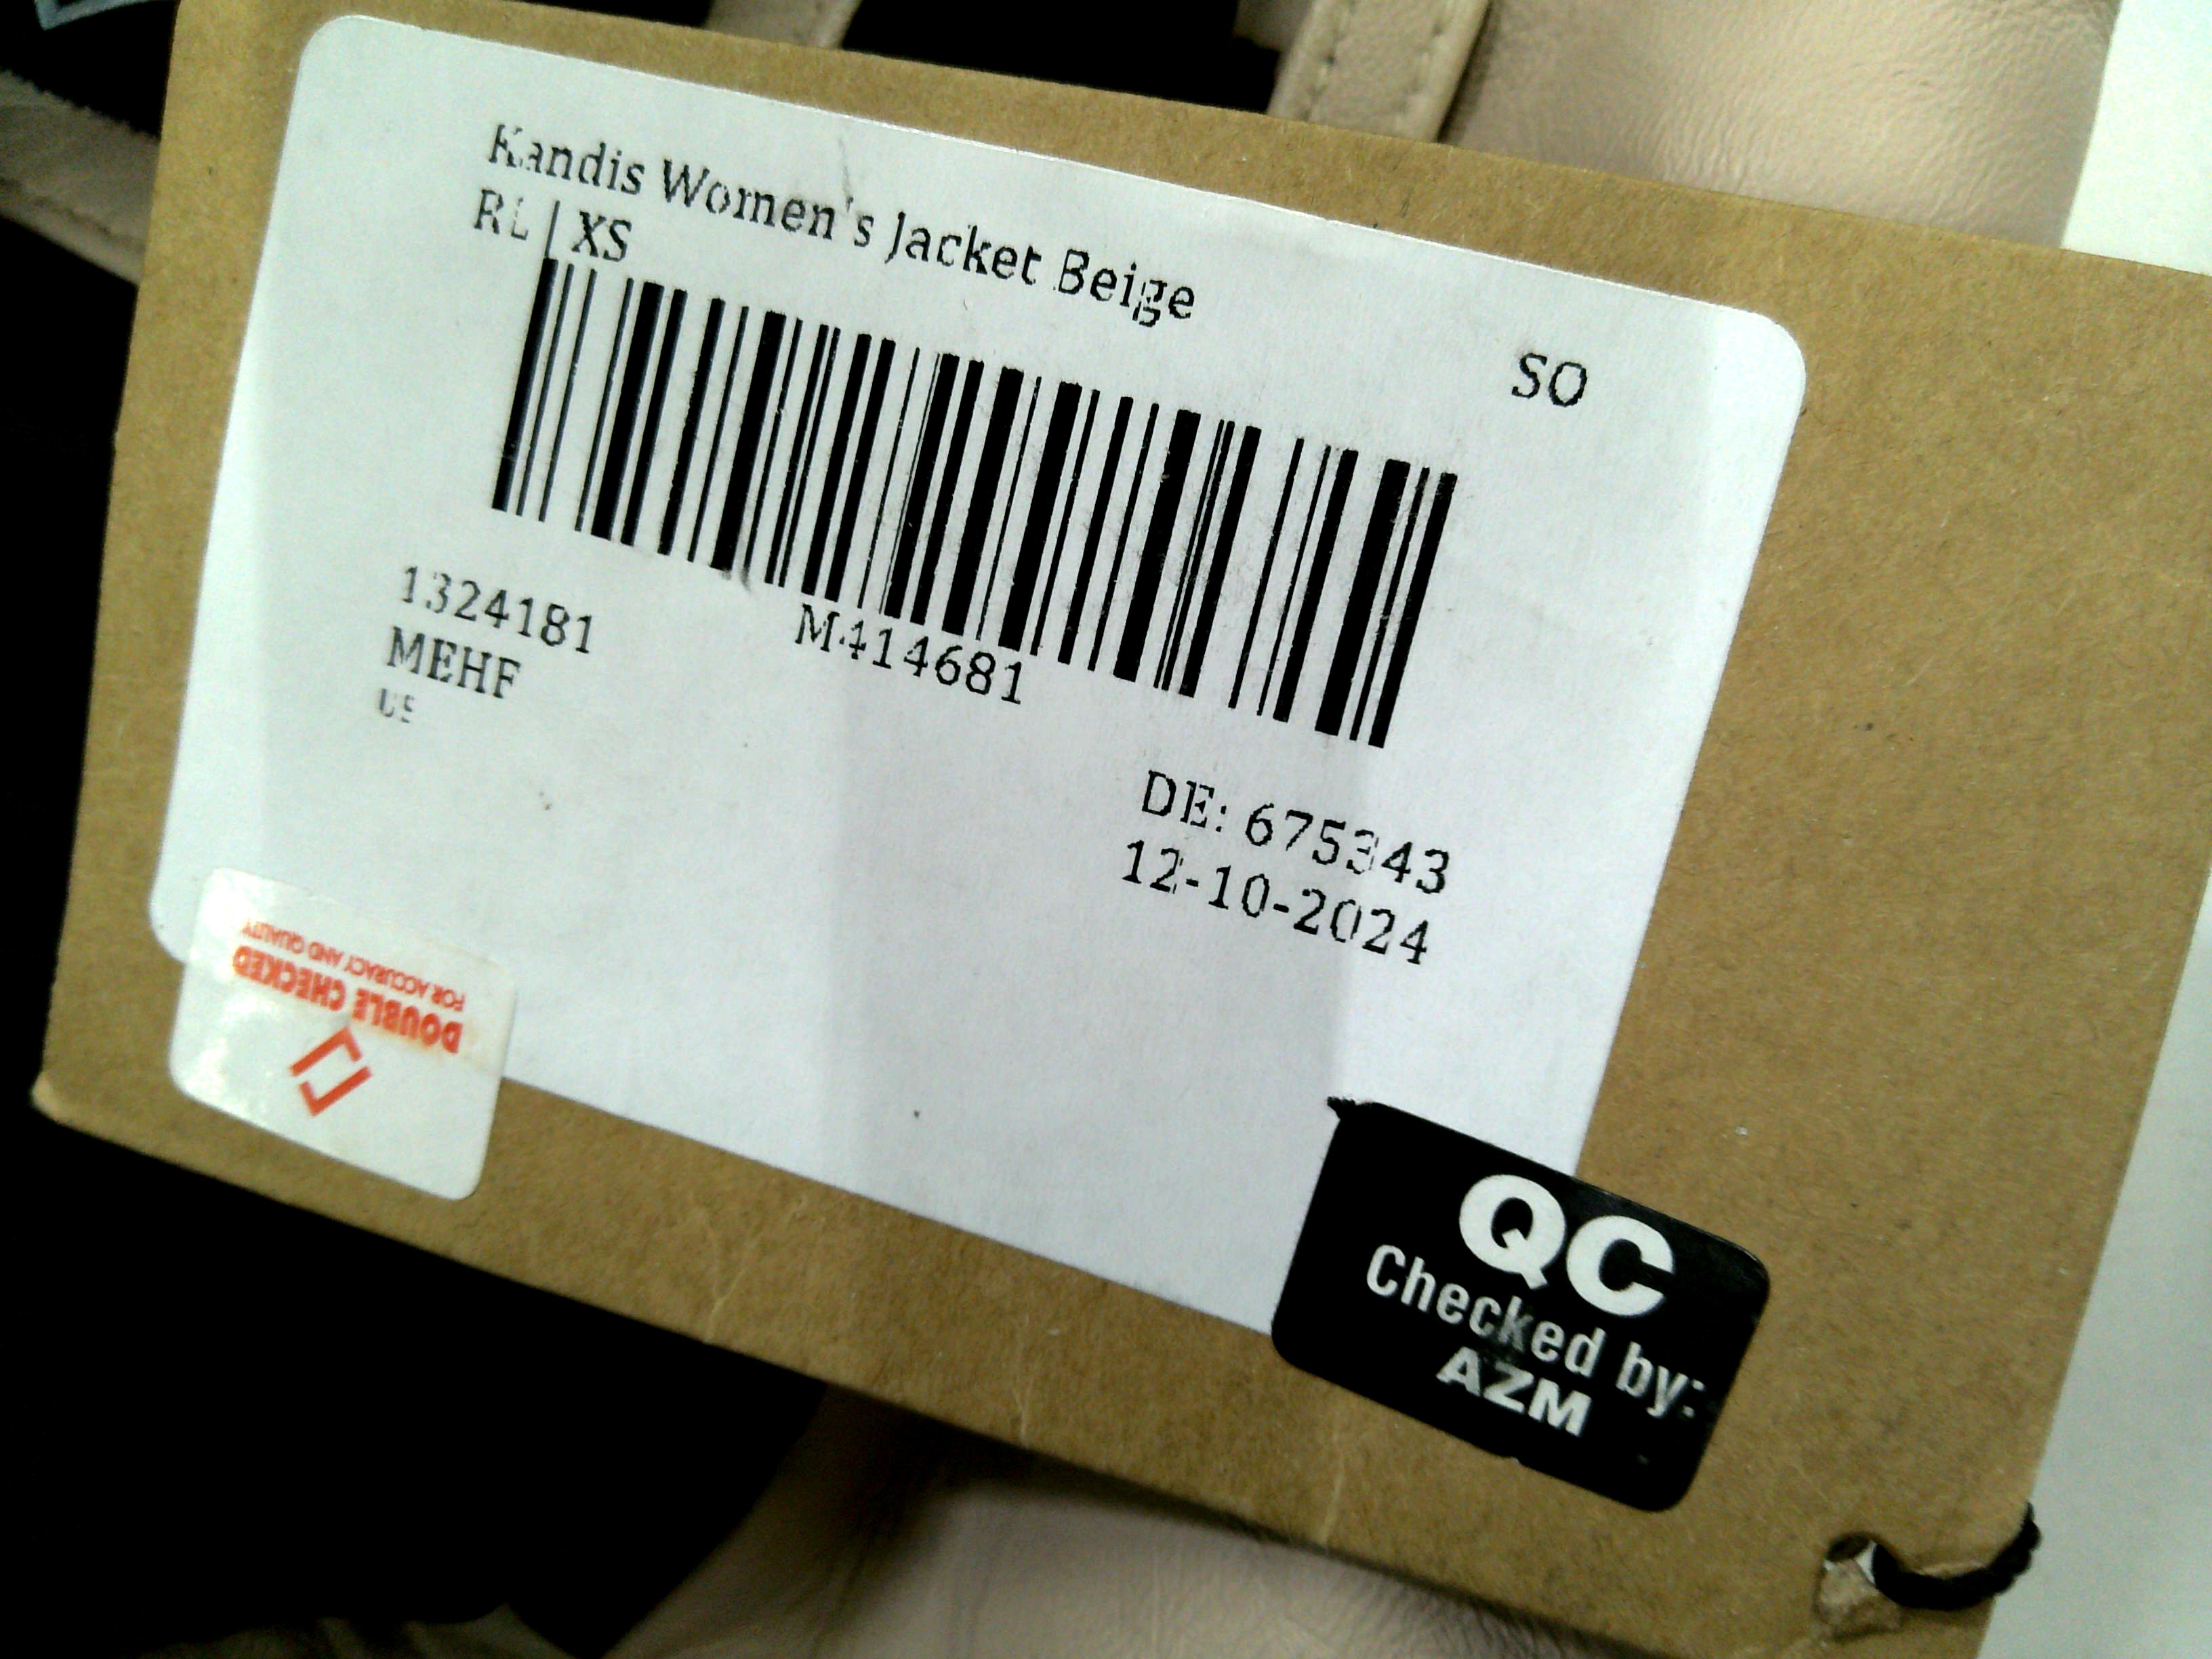 Kandis Women's Jacket Beige
RL | XS
SO
M414681
1324181
MEHF
US
DE: 675343
12-10-2024
DOUBLE CHECKED
FOR ACCURACY AND QUALITY
QC
Checked by:
AZM